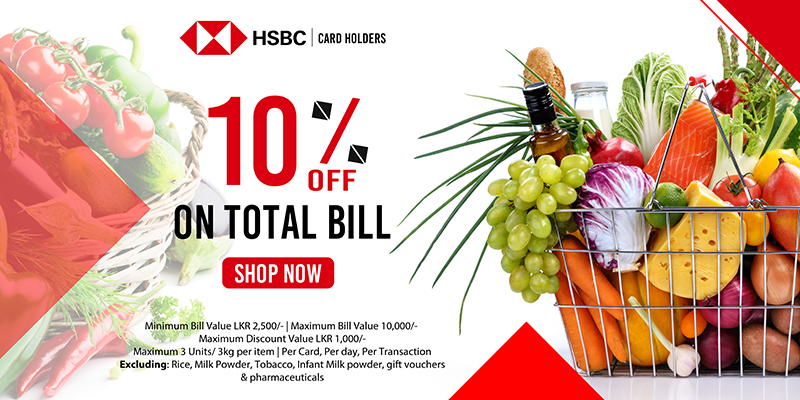 HSBC | CARD HOLDERS
10%
OFF
ON TOTAL BILL
SHOP NOW
Minimum Bill Value LKR 2,500/- | Maximum Bill Value 10,000/-
Maximum Discount Value LKR 1,000/-
Maximum 3 Units/ 3kg per item | Per Card, Per day, Per Transaction
Excluding: Rice, Milk Powder, Tobacco, Infant Milk powder, gift vouchers
& pharmaceuticals